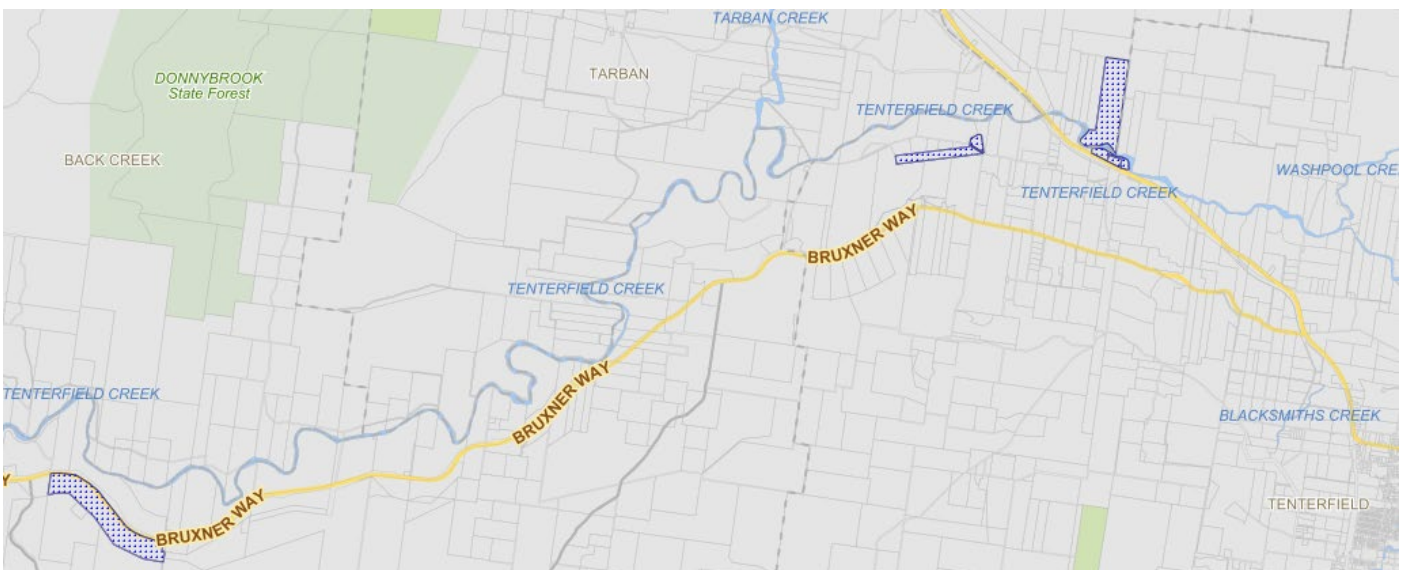 TARBAN CREEK
DONNYBROOK
State Forest
TARBAN
TENTERFIELD CREEK
BACK CREEK
WASHPOOL CRE
TENTERFIELD CREEK
BRUXNER WAY
TENTERFIELD CREEK
TENTERFIELD CREEK
BRUXNER WAY
BLACKSMITHS CREEK
Y
BRUXNER WAY
TENTERFIELD